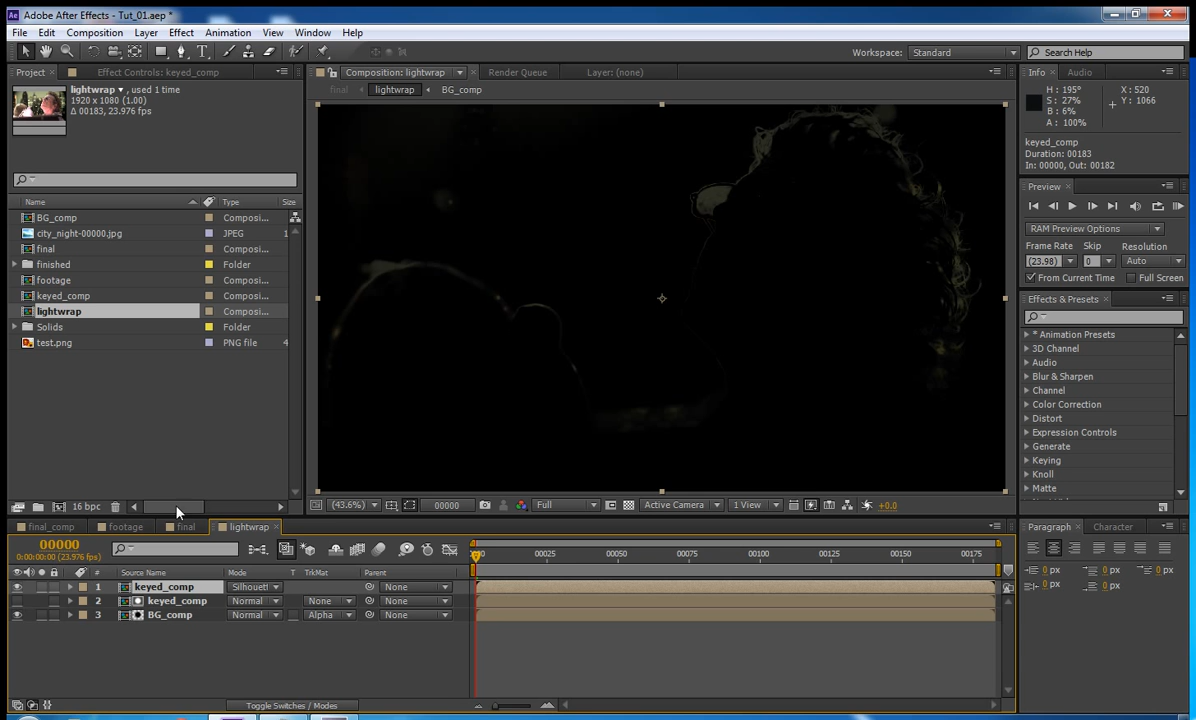 Adobe After Effects - Tut_01.aep *
File Edit Composition Layer Effect Animation View Window Help
Workspace: Standard Search Help
Project Effect Controls: keyed_comp Composition: lightwrap Render Queue Layer: (none) Info Audio
lightwrap , used 1 time
1920 x 1080 (1.00)
Δ 00183, 23.976 fps)
final lightwrap BG_comp
H : 195° X : 520
S : 27% Y : 1066
B : 6%
A : 100%
keyed_comp
Duration: 00183
In: 00000, Out: 00182
Preview
RAM Preview Options
Frame Rate Skip Resolution
(23.98) 0 Auto
From Current Time Full Screen
Effects & Presets
* Animation Presets
3D Channel
Audio
Blur & Sharpen
Channel
Color Correction
Distort
Expression Controls
Generate
Keying
Knoll
Matte
Name Type Size
BG_comp Composi...
city_night-00000.jpg JPEG 1
final Composi...
finished Folder
footage Composi...
keyed_comp Composi...
lightwrap Composi...
Solids Folder
test.png PNG file 4
16 bpc
(43.6%) 00000 Full Active Camera 1 View +0.0
final_comp footage final lightwrap
00000
0:00:00:00 (23.976 fps)
00025 00050 00075 00100 00125 00150 00175
# Source Name Mode T TrkMat Parent
1 keyed_comp Silhouett None
2 keyed_comp Normal None None
3 BG_comp Normal Alpha None
Toggle Switches / Modes
Paragraph Character
0 px 0 px
0 px 0 px
0 px